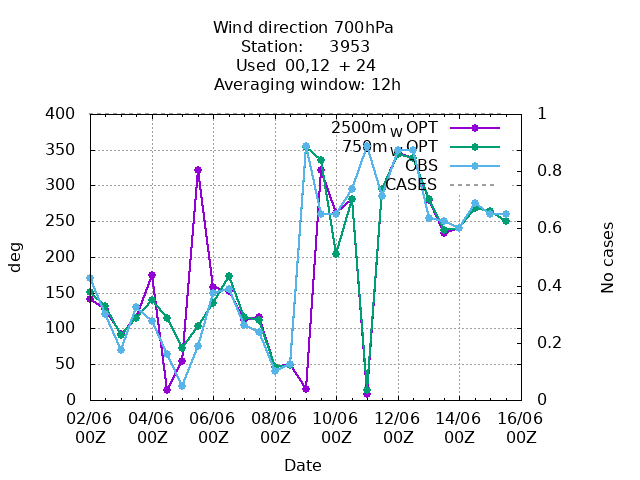 Wind direction 700hPa
Station: 3953
Used 00,12 + 24
Averaging window: 12h
400
350
300
250
200
150
100
50
0
deg
1
0.8
0.6
0.4
0.2
0
No cases
2500m W OPT
750m W OPT
OBS
CASES
02/06 04/06 06/06 08/06 10/06 12/06 14/06 16/06
00Z 00Z 00Z 00Z 00Z 00Z 00Z 00Z
Date